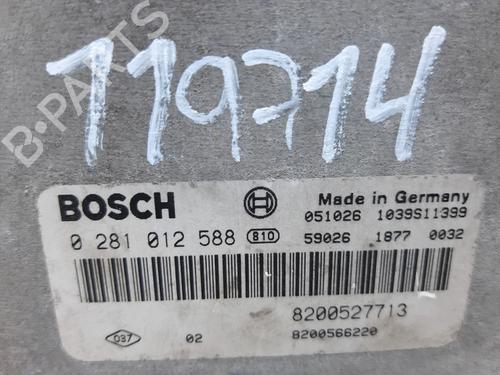 119714
B-PARTS
BOSCH
Made in Germany
051026 1039S11399
0 281 012 588 810
59026 1877 0032
8200527713
037 02 8200566220